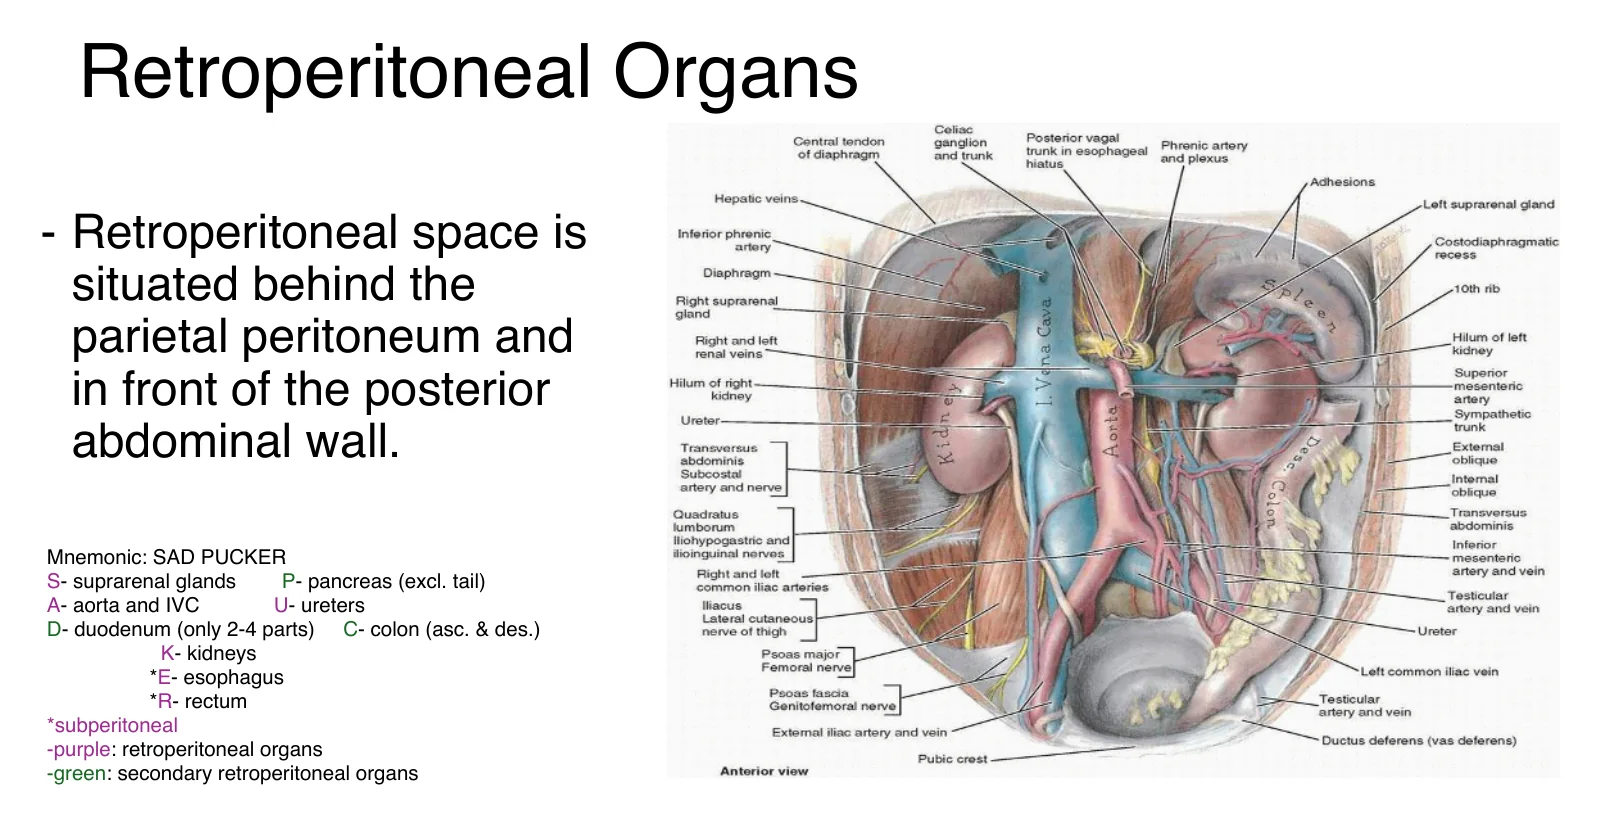 Retroperitoneal Organs
- Retroperitoneal space is
situated behind the
parietal peritoneum and
in front of the posterior
abdominal wall.
Mnemonic: SAD PUCKER
S- suprarenal glands P- pancreas (excl. tail)
A- aorta and IVC U- ureters
D- duodenum (only 2-4 parts) C- colon (asc. & des.)
K- kidneys
*E- esophagus
*R- rectum
*subperitoneal
-purple: retroperitoneal organs
-green: secondary retroperitoneal organs
Central tendon
of diaphragm
Celiac
ganglion
and trunk
Posterior vagal
trunk in esophageal
hiatus
Phrenic artery
and plexus
Adhesions
Hepatic veins
Inferior phrenic
artery
Diaphragm
Right suprarenal
gland
Right and left
renal veins
Hilum of right
kidney
Ureter
Transversus
abdominis
Subcostal
artery and nerve
Quadratus
lumborum
Iliohypogastric and
ilioinguinal nerves
Right and left
common iliac arteries
Iliacus
Lateral cutaneous
nerve of thigh
Psoas major
Femoral nerve
Psoas fascia
Genitofemoral nerve
External iliac artery and vein
Pubic crest
Anterior view
Kidney
I. Vena Cava
Aorta
Spleen
Desc. Colon
Left suprarenal gland
Costodiaphragmatic
recess
10th rib
Hilum of left
kidney
Superior
mesenteric
artery
Sympathetic
trunk
External
oblique
Internal
oblique
Transversus
abdominis
Inferior
mesenteric
artery and vein
Testicular
artery and vein
Ureter
Left common iliac vein
Testicular
artery and vein
Ductus deferens (vas deferens)